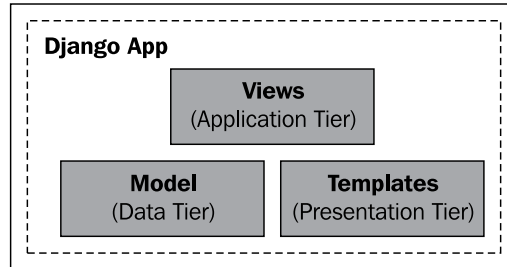 Django App
Views
(Application Tier)
Model
(Data Tier)
Templates
(Presentation Tier)